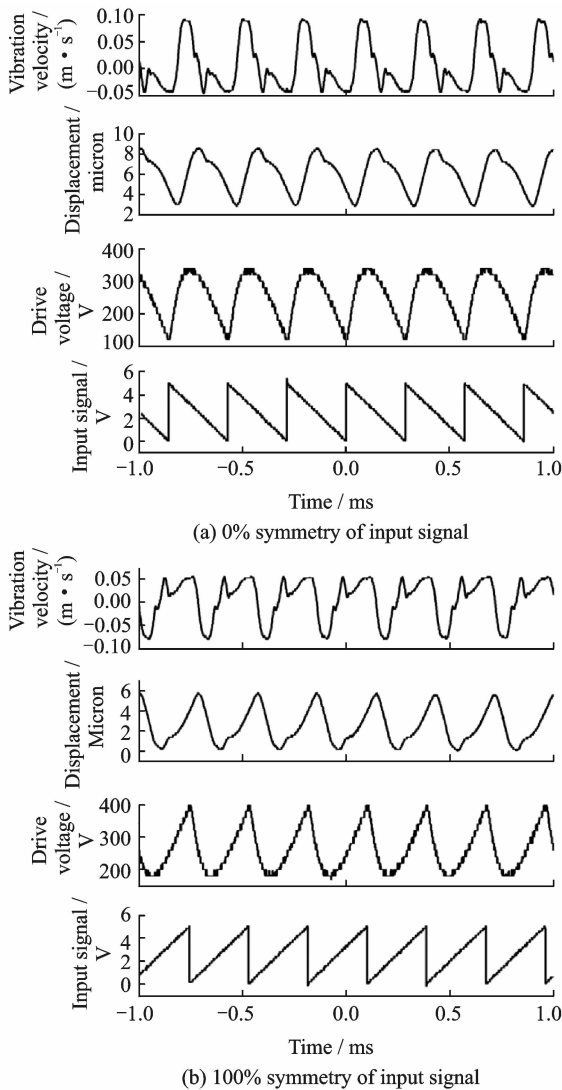 Vibration
velocity /
(m • s⁻¹)
0.10
0.05
0.00
−0.05
Displacement /
micron
10
8
6
4
2
Drive
voltage /
V
400
300
200
100
Input signal /
V
6
4
2
0
−1.0 −0.5 0.0 0.5 1.0
Time / ms
(a) 0% symmetry of input signal
Vibration
velocity /
(m • s⁻¹)
0.05
0.00
−0.05
−0.10
Displacement /
Micron
6
4
2
0
Drive
voltage /
V
400
300
200
Input signal /
V
6
4
2
0
−1.0 −0.5 0.0 0.5 1.0
Time / ms
(b) 100% symmetry of input signal